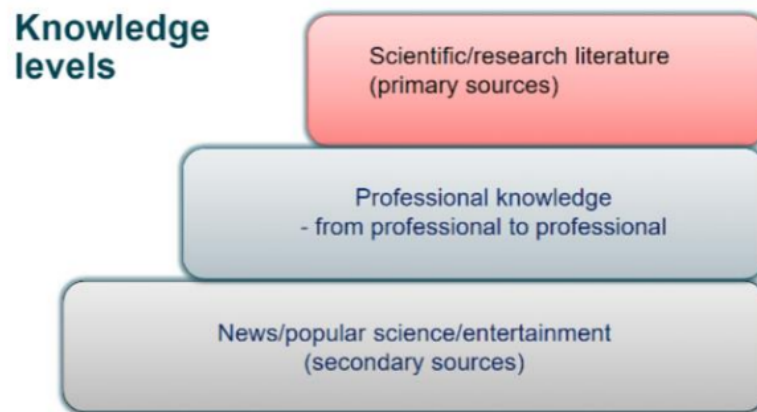 Knowledge
levels
Scientific/research literature
(primary sources)
Professional knowledge
- from professional to professional
News/popular science/entertainment
(secondary sources)